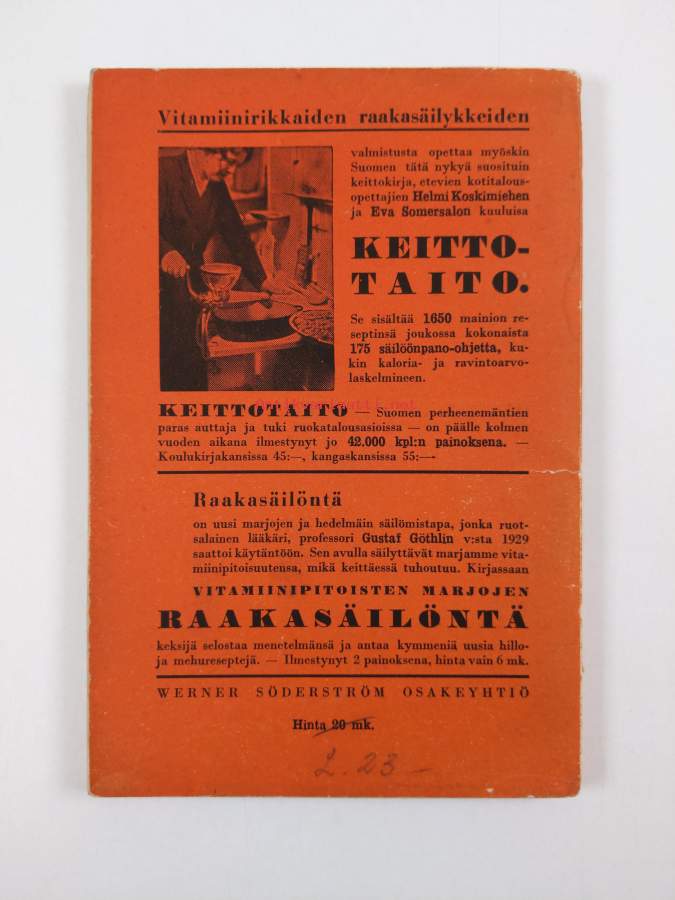 Vitamiinirikkaiden raakasäilykkeiden
valmistusta opettaa myöskin
Suomen tätä nykyä suosituin
keittokirja, etevien kotitalous-
opettajien Helmi Koskimiehen
ja Eva Somersalon kuuluisa
KEITTO-
TAITO.
Se sisältää 1650 mainion re-
septinsä joukossa kokonaista
175 säilöönpano-ohjetta, ku-
kin kaloria- ja ravintoarvo-
laskelmineen.
KEITTOTAITO — Suomen perheenemäntien
paras auttaja ja tuki ruokatalousasioissa — on päälle kolmen
vuoden aikana ilmestynyt jo 42.000 kpl:n painoksena. —
Koulukirjakansissa 45:—, kangaskansissa 55:—
Raakasäilöntä
on uusi marjojen ja hedelmäin säilömistapa, jonka ruot-
salainen lääkäri, professori Gustaf Göthlin v:sta 1929
saattoi käytäntöön. Sen avulla säilyttävät marjamme vita-
miinipitoisuutensa, mikä keittäessä tuhoutuu. Kirjassaan
VITAMIINIPITOISTEN MARJOJEN
RAAKASÄILÖNTÄ
keksijä selostaa menetelmänsä ja antaa kymmeniä uusia hillo-
ja mehureseptejä. — Ilmestynyt 2 painoksena, hinta vain 6 mk.
WERNER SÖDERSTRÖM OSAKEYHTIÖ
Hinta 20 mk.
23 —